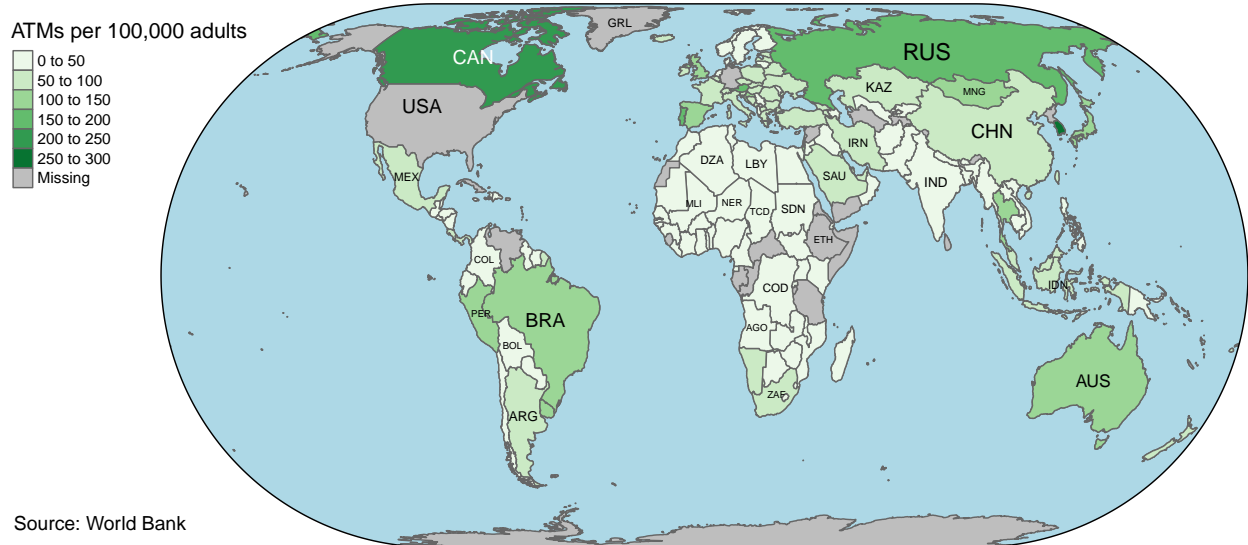 ATMs per 100,000 adults
0 to 50
50 to 100
100 to 150
150 to 200
200 to 250
250 to 300
Missing
GRL
CAN
RUS
USA
KAZ
MNG
CHN
IRN
DZA
LBY
SAU
MEX
IND
MLI
NER
TCD
SDN
ETH
COL
COD
IDN
PER
BRA
AGO
BOL
AUS
ZAF
ARG
Source: World Bank